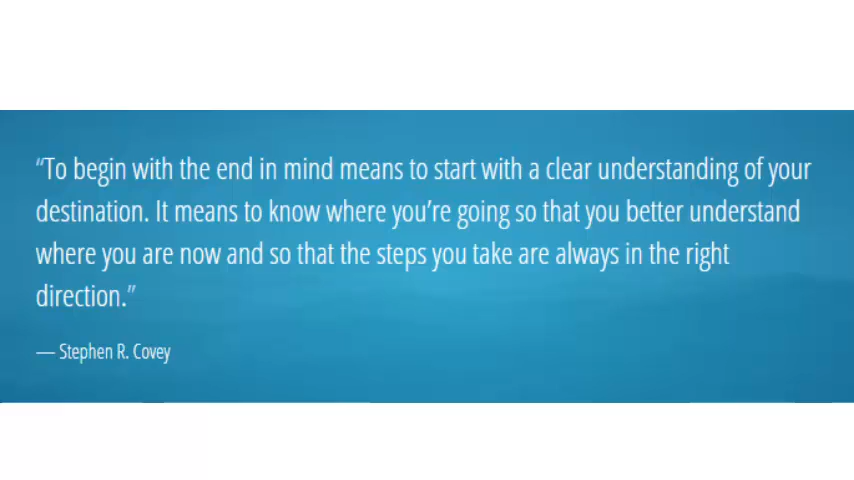 “To begin with the end in mind means to start with a clear understanding of your
destination. It means to know where you’re going so that you better understand
where you are now and so that the steps you take are always in the right
direction.”
— Stephen R. Covey